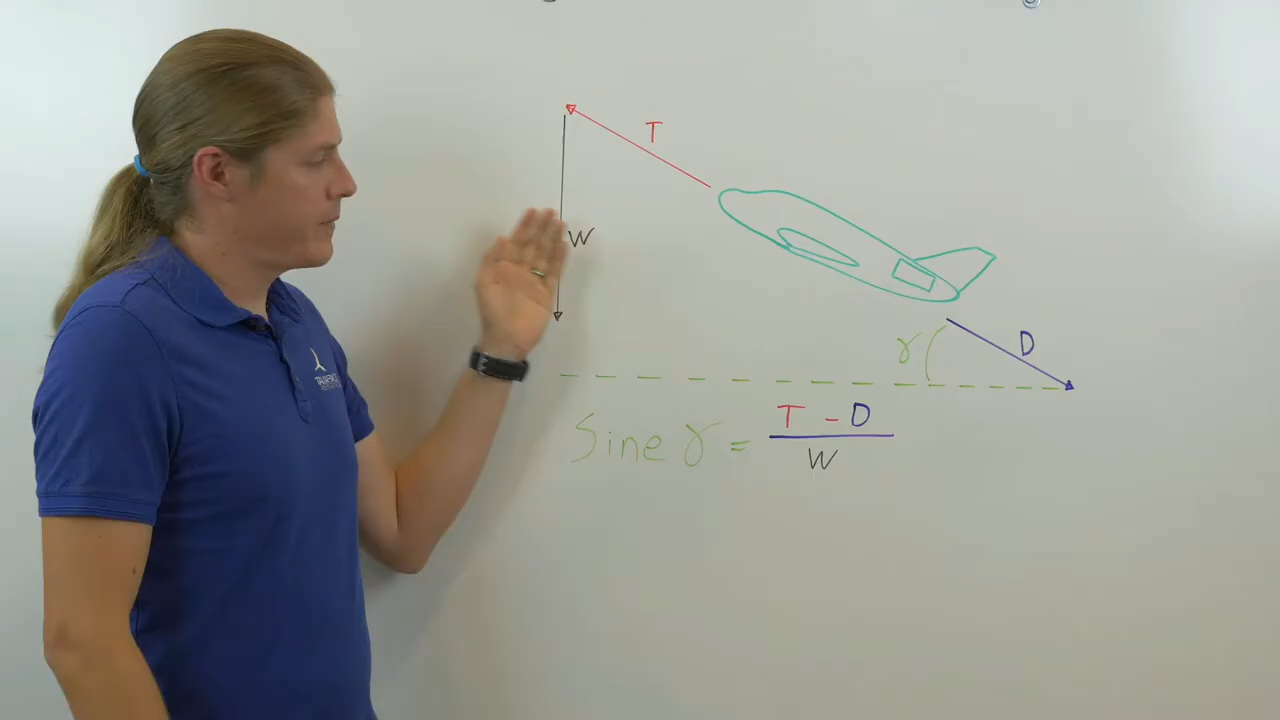 T
W
γ
D
Sine γ = T - D
W